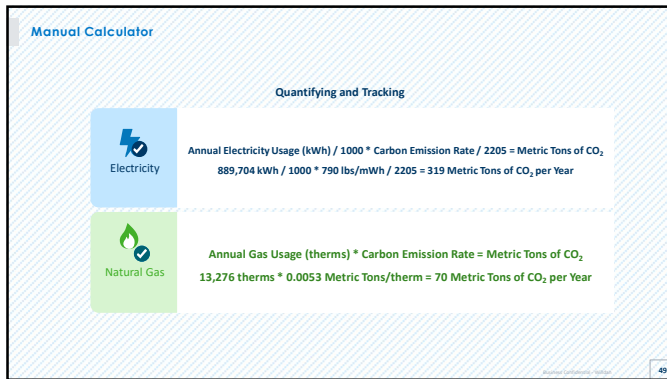 Manual Calculator
Quantifying and Tracking
Electricity
Annual Electricity Usage (kWh) / 1000 * Carbon Emission Rate / 2205 = Metric Tons of CO₂
889,704 kWh / 1000 * 790 lbs/mWh / 2205 = 319 Metric Tons of CO₂ per Year
Natural Gas
Annual Gas Usage (therms) * Carbon Emission Rate = Metric Tons of CO₂
13,276 therms * 0.0053 Metric Tons/therm = 70 Metric Tons of CO₂ per Year
Business Confidential -
49